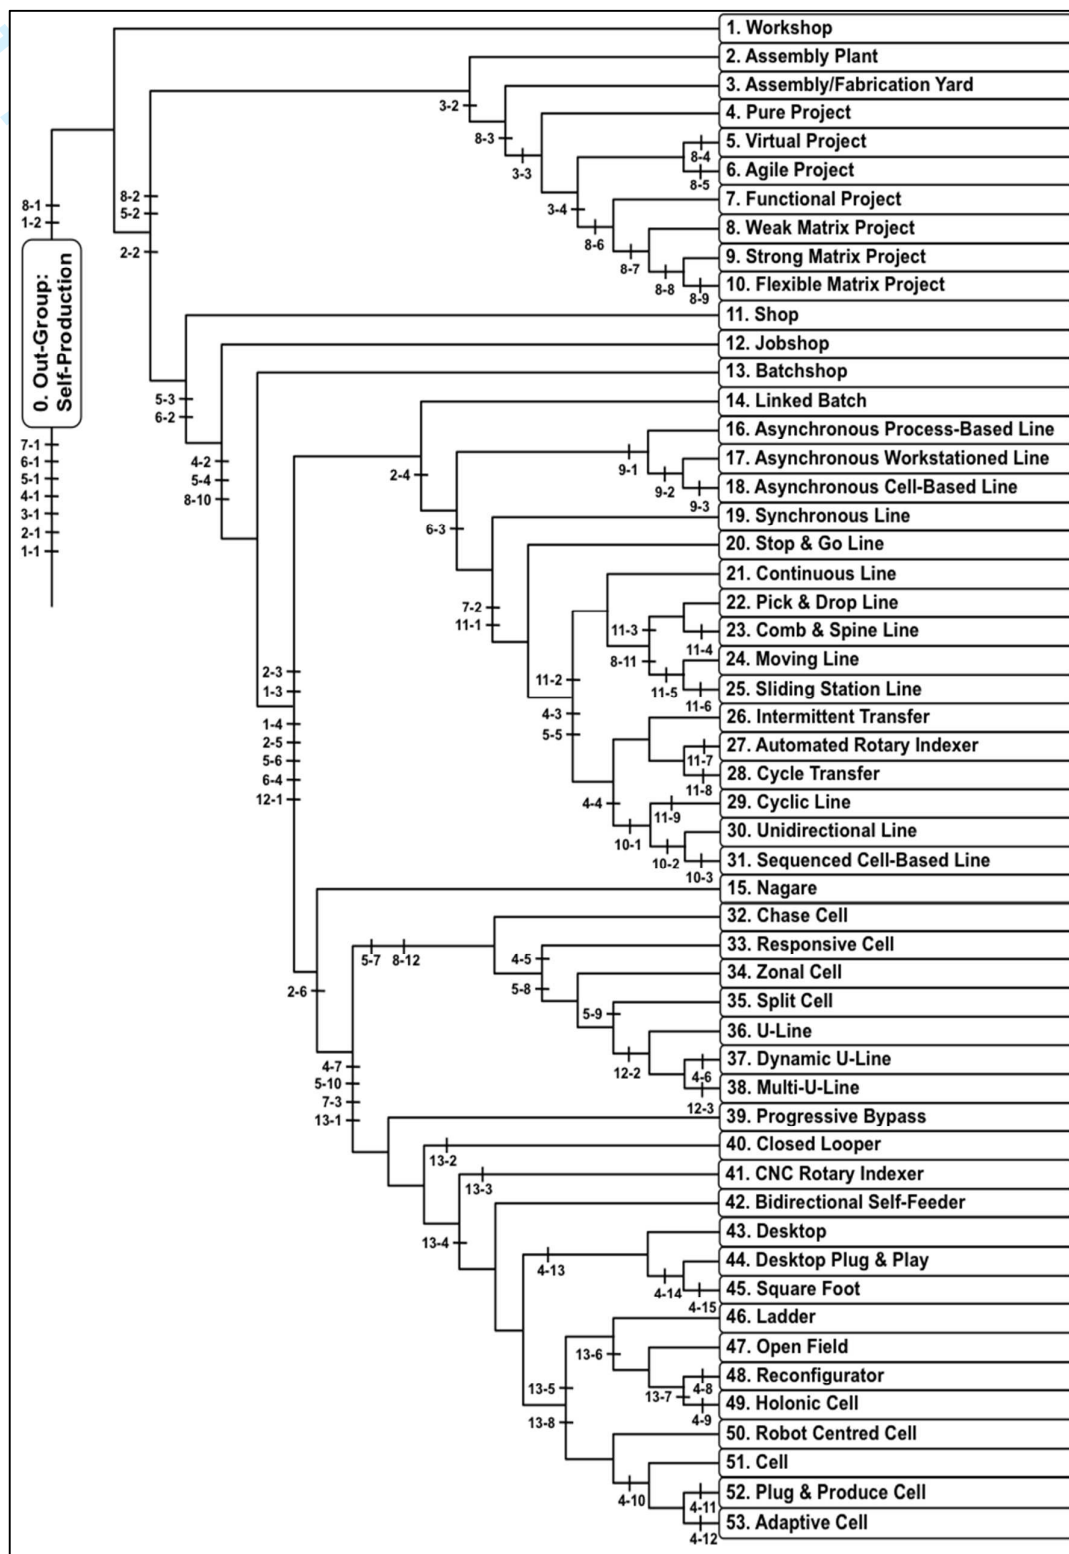 1. Workshop
2. Assembly Plant
3. Assembly/Fabrication Yard
3-2
4. Pure Project
8-3
5. Virtual Project
8-4
3-3
6. Agile Project
8-5
8-1
8-2
7. Functional Project
1-2
5-2
3-4
8. Weak Matrix Project
8-6
2-2
9. Strong Matrix Project
8-7
10. Flexible Matrix Project
8-8
8-9
0. Out-Group:
Self-Production
11. Shop
12. Jobshop
13. Batchshop
5-3
14. Linked Batch
6-2
16. Asynchronous Process-Based Line
7-1
6-1
4-2
9-1
17. Asynchronous Workstationed Line
5-1
5-4
2-4
18. Asynchronous Cell-Based Line
4-1
8-10
9-2
9-3
3-1
19. Synchronous Line
2-1
6-3
1-1
20. Stop & Go Line
21. Continuous Line
22. Pick & Drop Line
7-2
11-1
11-3
23. Comb & Spine Line
11-4
8-11
24. Moving Line
2-3
11-2
11-5
25. Sliding Station Line
1-3
11-6
4-3
26. Intermittent Transfer
1-4
5-5
2-5
27. Automated Rotary Indexer
5-6
11-7
28. Cycle Transfer
6-4
11-8
12-1
4-4
29. Cyclic Line
11-9
30. Unidirectional Line
10-1
10-2
31. Sequenced Cell-Based Line
10-3
15. Nagare
32. Chase Cell
33. Responsive Cell
5-7
8-12
4-5
34. Zonal Cell
2-6
5-8
35. Split Cell
5-9
36. U-Line
37. Dynamic U-Line
4-7
12-2
4-6
5-10
38. Multi-U-Line
7-3
12-3
13-1
39. Progressive Bypass
40. Closed Looper
13-2
41. CNC Rotary Indexer
13-3
42. Bidirectional Self-Feeder
43. Desktop
13-4
44. Desktop Plug & Play
4-13
45. Square Foot
4-14
4-15
46. Ladder
47. Open Field
13-6
48. Reconfigurator
13-5
13-7
4-8
49. Holonic Cell
4-9
13-8
50. Robot Centred Cell
51. Cell
52. Plug & Produce Cell
4-10
4-11
53. Adaptive Cell
4-12